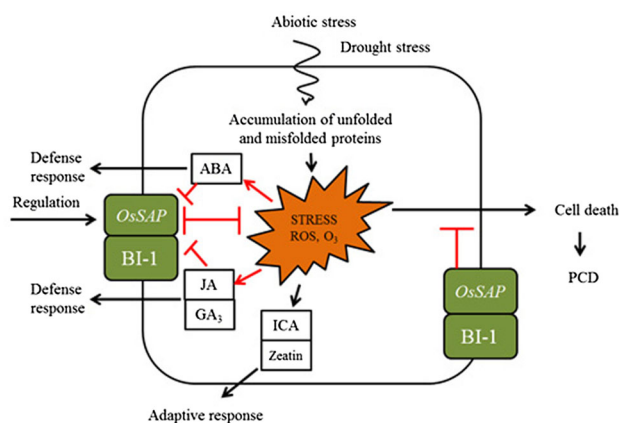 Abiotic stress
Drought stress
Accumulation of unfolded
and misfolded proteins
Defense
response
ABA
Regulation
OsSAP
BI-1
STRESS
ROS, O₃
Cell death
PCD
JA
GA₃
Defense
response
ICA
Zeatin
OsSAP
BI-1
Adaptive response